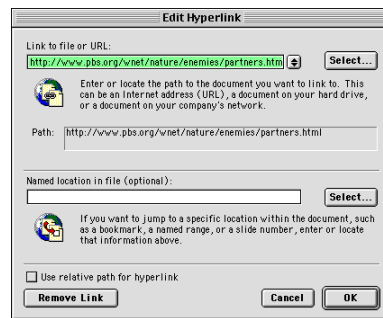 Edit Hyperlink
Link to file or URL:
http://www.pbs.org/wnet/nature/enemies/partners.htm
Select...
Enter or locate the path to the document you want to link to. This
can be an Internet address (URL), a document on your hard drive,
or a document on your company's network.
Path: http://www.pbs.org/wnet/nature/enemies/partners.html
Named location in file (optional):
Select...
If you want to jump to a specific location within the document, such
as a bookmark, a named range, or a slide number, enter or locate
that information above.
Use relative path for hyperlink
Remove Link Cancel OK